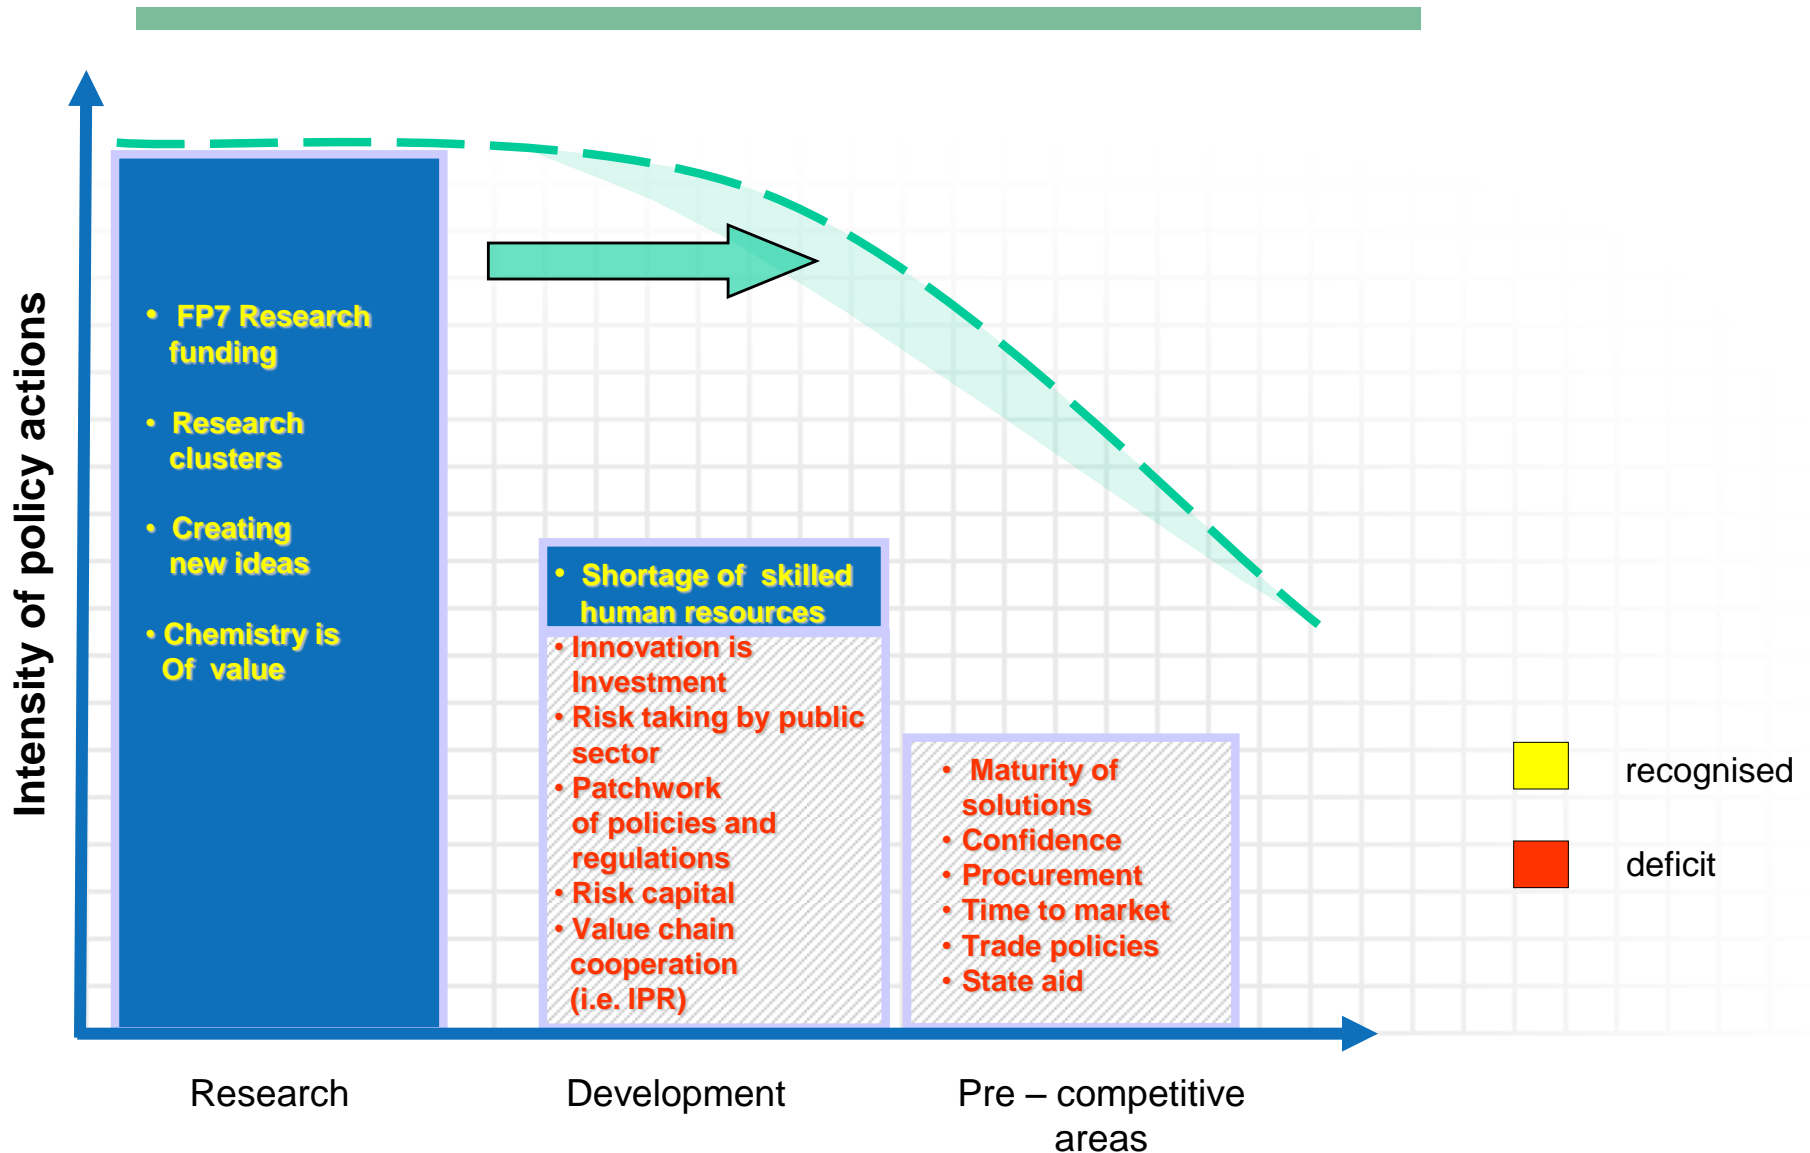 Intensity of policy actions
• FP7 Research
funding
• Research
clusters
• Creating
new ideas
• Chemistry is
Of value
• Shortage of skilled
human resources
• Innovation is
Investment
• Risk taking by public
sector
• Patchwork
of policies and
regulations
• Risk capital
• Value chain
cooperation
(i.e. IPR)
• Maturity of
solutions
• Confidence
• Procurement
• Time to market
• Trade policies
• State aid
recognised
deficit
Research
Development
Pre – competitive
areas